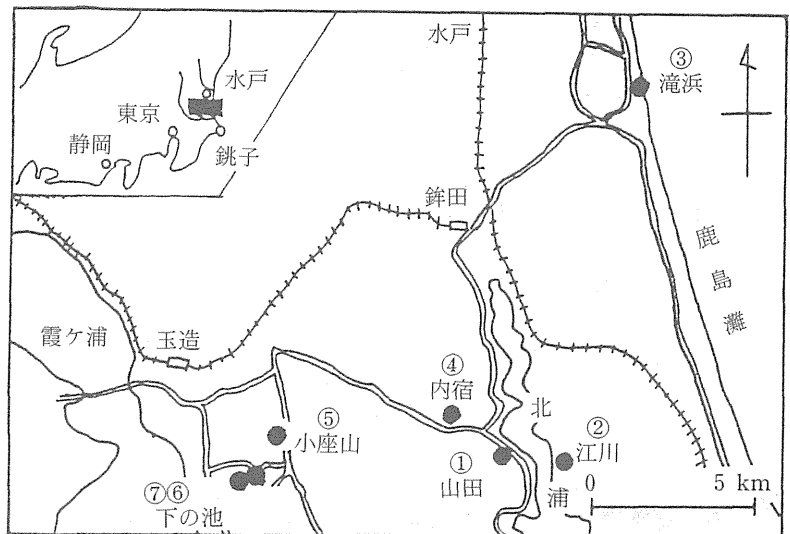 水戸
東京
静岡
銚子
水戸
③
滝浜
鉾田
鹿島灘
霞ケ浦
玉造
④
内宿
北浦
⑤
小座山
①
山田
②
江川
⑦⑥
下の池
0 5 km